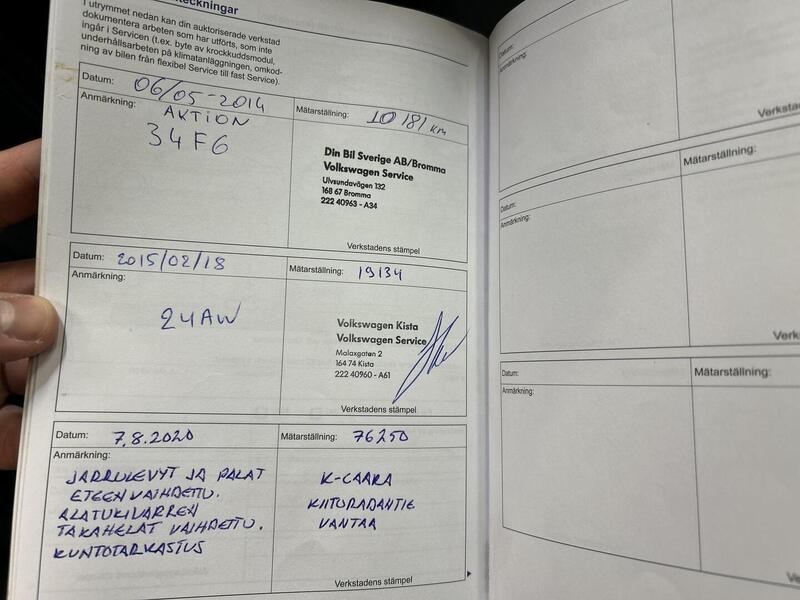 eckningar
I utrymmet nedan kan din auktoriserade verkstad
dokumentera arbeten som har utförts, som inte
ingår i Servicen (t.ex. byte av krockkuddsmodul,
underhållsarbeten på klimatanläggningen, omkod-
ning av bilen från flexibel Service till fast Service).
Datum: 06/05-2014
Mätarställning: 10 181 KM
Anmärkning:
AKTION
34F6
Din Bil Sverige AB/Bromma
Volkswagen Service
Ulvsundavägen 132
168 67 Bromma
222 40963 - A34
Verkstadens stämpel
Datum: 2015/02/18
Mätarställning: 19134
Anmärkning:
24AW
Volkswagen Kista
Volkswagen Service
Malaxgatan 2
164 74 Kista
222 40960 - A61
Verkstadens stämpel
Datum: 7.8.2020
Mätarställning: 76250
Anmärkning:
JARRULEVYT JA PALAT
ETEEN VAIHDETTU.
ALATUKIVARREN
TAKAHELAT VAIHDETTU.
KUNTOTARKASTUS
K-CAARA
KIITORADANTIE
VANTAA
Verkstadens stämpel
Datum:
Anmärkning:
Verksta
Datum:
Mätarställning:
Anmärkning:
Verk
Datum:
Mätarställning:
Anmärkning: